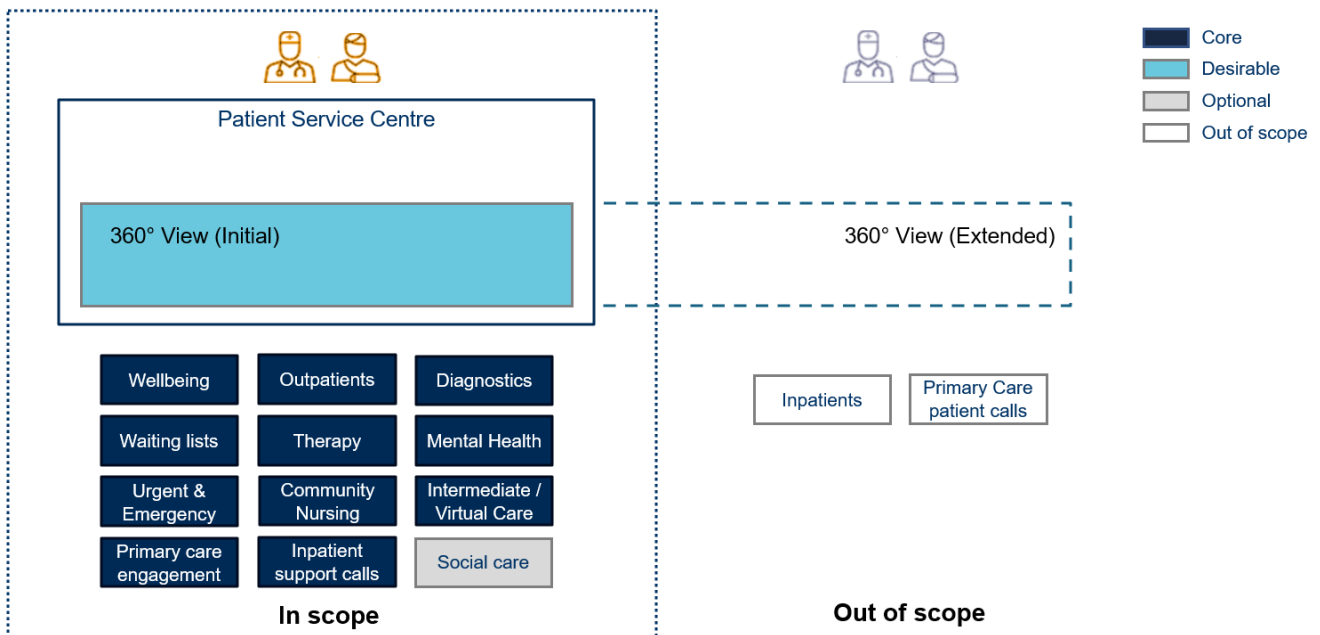 Core
Desirable
Optional
Out of scope
Patient Service Centre
360° View (Initial)
360° View (Extended)
Wellbeing
Outpatients
Diagnostics
Waiting lists
Therapy
Mental Health
Urgent &
Emergency
Community
Nursing
Intermediate /
Virtual Care
Primary care
engagement
Inpatient
support calls
Social care
In scope
Inpatients
Primary Care
patient calls
Out of scope